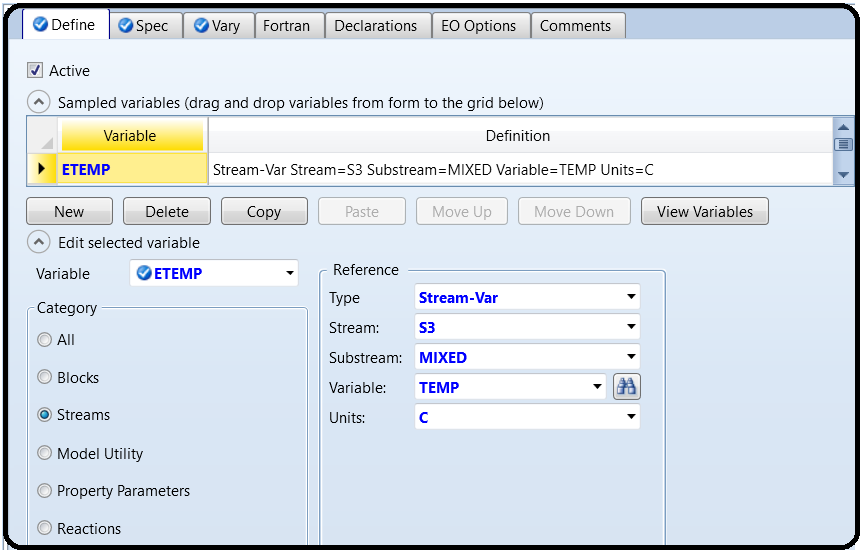 Define Spec Vary Fortran Declarations EO Options Comments
Active
Sampled variables (drag and drop variables from form to the grid below)
Variable Definition
ETEMP Stream-Var Stream=S3 Substream=MIXED Variable=TEMP Units=C
New Delete Copy Paste Move Up Move Down View Variables
Edit selected variable
Variable ETEMP
Reference
Type Stream-Var
Stream: S3
Substream: MIXED
Variable: TEMP
Units: C
Category
All
Blocks
Streams
Model Utility
Property Parameters
Reactions